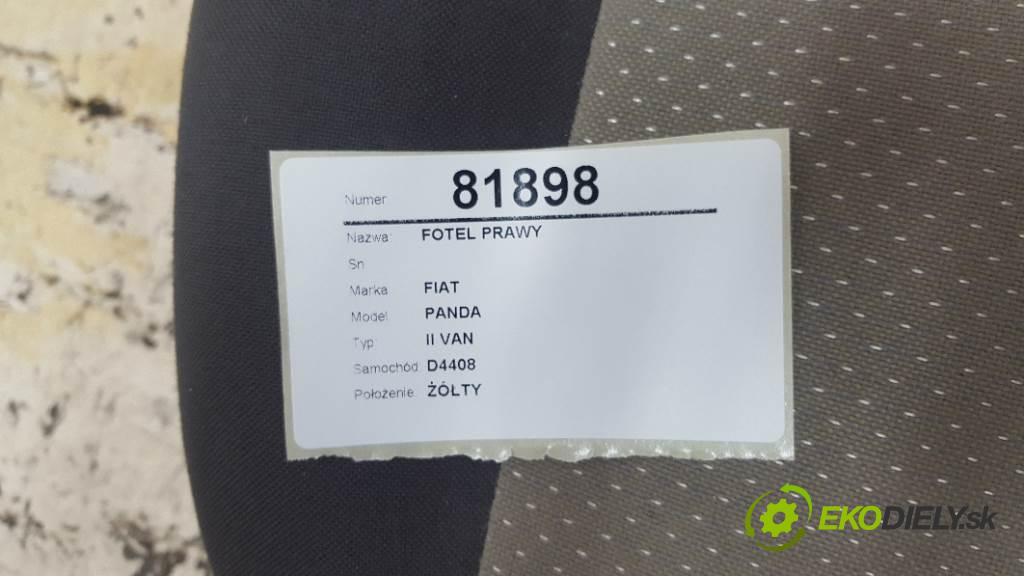 Numer 81898
Nazwa: FOTEL PRAWY
Sn
Marka FIAT
Model PANDA
Typ II VAN
Samochód: D4408
Położenie: ŻÓŁTY
EKODIELY.sk